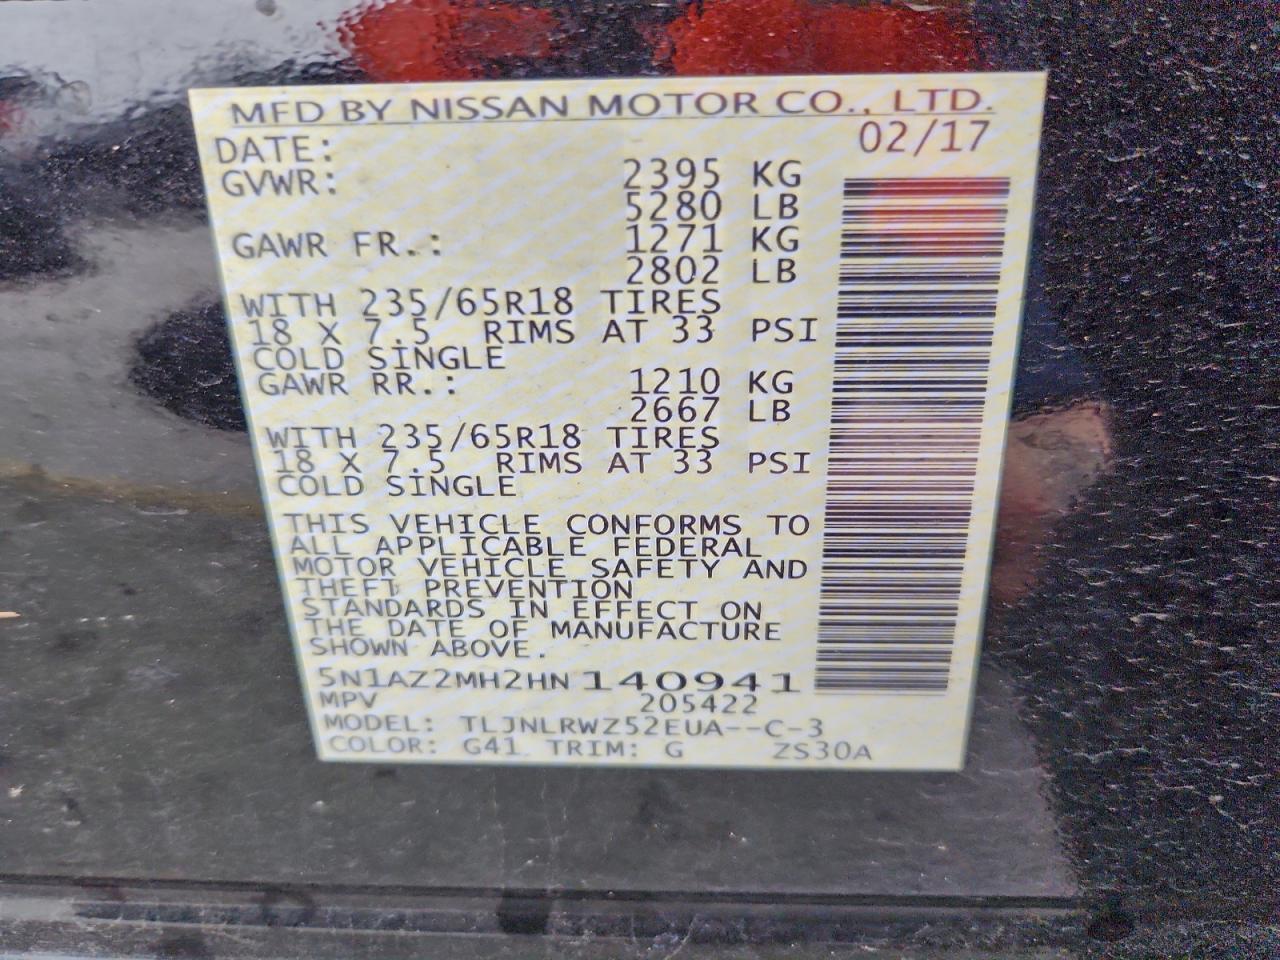 MFD BY NISSAN MOTOR CO., LTD.
DATE: 02/17
GVWR: 2395 KG
5280 LB
GAWR FR.: 1271 KG
2802 LB
WITH 235/65R18 TIRES
18 X 7.5 RIMS AT 33 PSI
COLD SINGLE
GAWR RR.: 1210 KG
2667 LB
WITH 235/65R18 TIRES
18 X 7.5 RIMS AT 33 PSI
COLD SINGLE
THIS VEHICLE CONFORMS TO
ALL APPLICABLE FEDERAL
MOTOR VEHICLE SAFETY AND
THEFT PREVENTION
STANDARDS IN EFFECT ON
THE DATE OF MANUFACTURE
SHOWN ABOVE.
5N1AZ2MH2HN140941
MPV 205422
MODEL: TLJNLRWZ52EUA--C-3
COLOR: G41 TRIM: G ZS30A